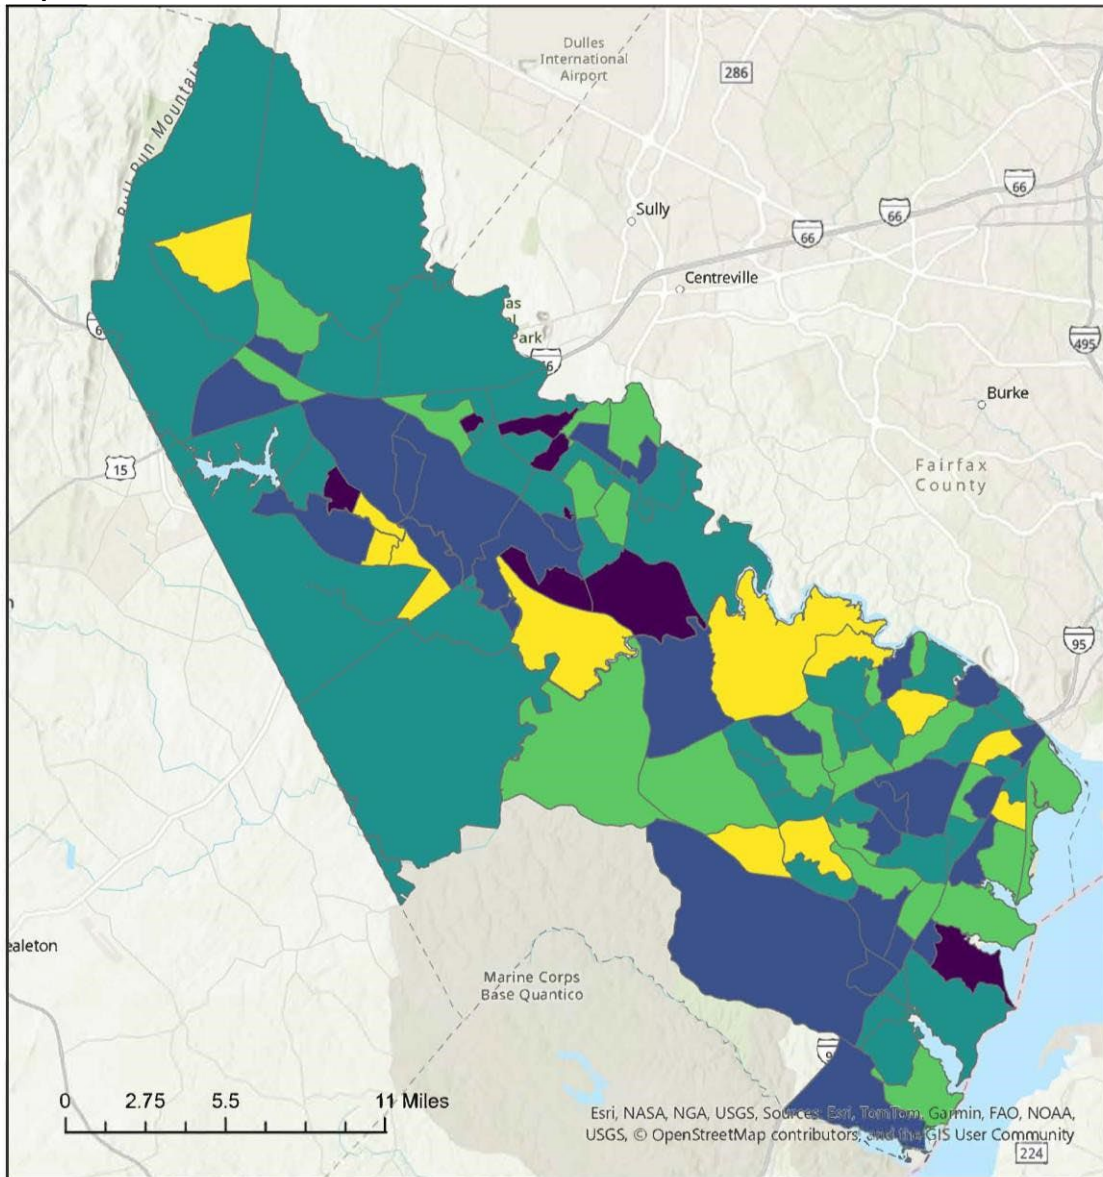 Dulles
International
Airport
286
66
Sully
66
66
Centreville
Park
495
Burke
15
Fairfax
County
95
Marine Corps
Base Quantico
0 2.75 5.5 11 Miles
Esri, NASA, NGA, USGS, Sources: Esri, TomTom, Garmin, FAO, NOAA,
USGS, © OpenStreetMap contributors, and the GIS User Community
224